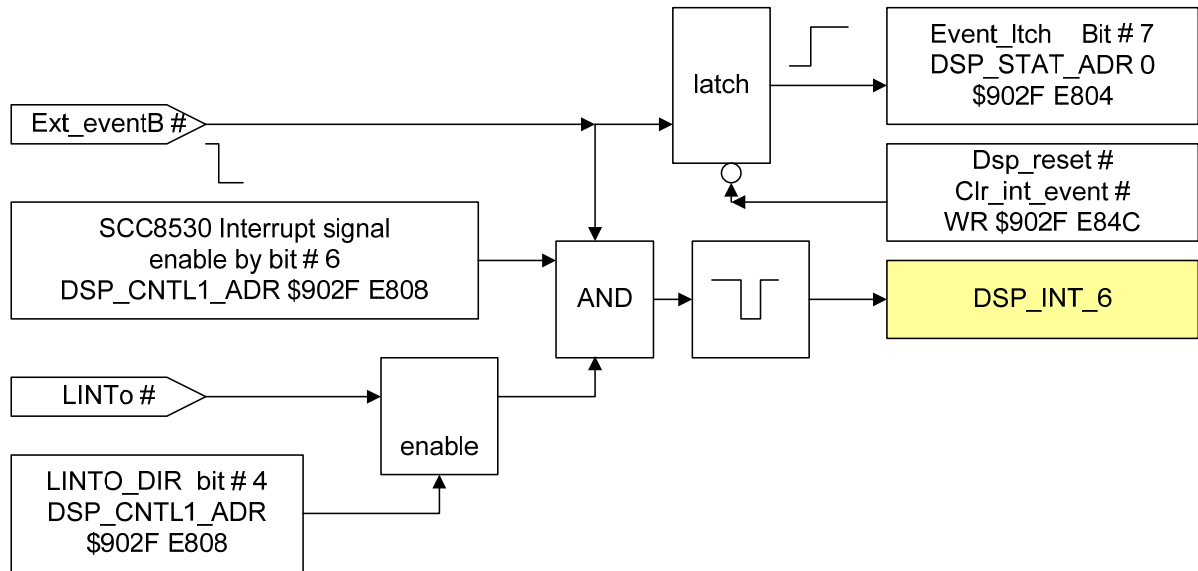 Event_ltch Bit # 7
DSP_STAT_ADR 0
$902F E804
latch
Ext_eventB #
Dsp_reset #
Clr_int_event #
WR $902F E84C
SCC8530 Interrupt signal
enable by bit # 6
DSP_CNTL1_ADR $902F E808
AND
DSP_INT_6
LINTo #
enable
LINTO_DIR bit # 4
DSP_CNTL1_ADR
$902F E808